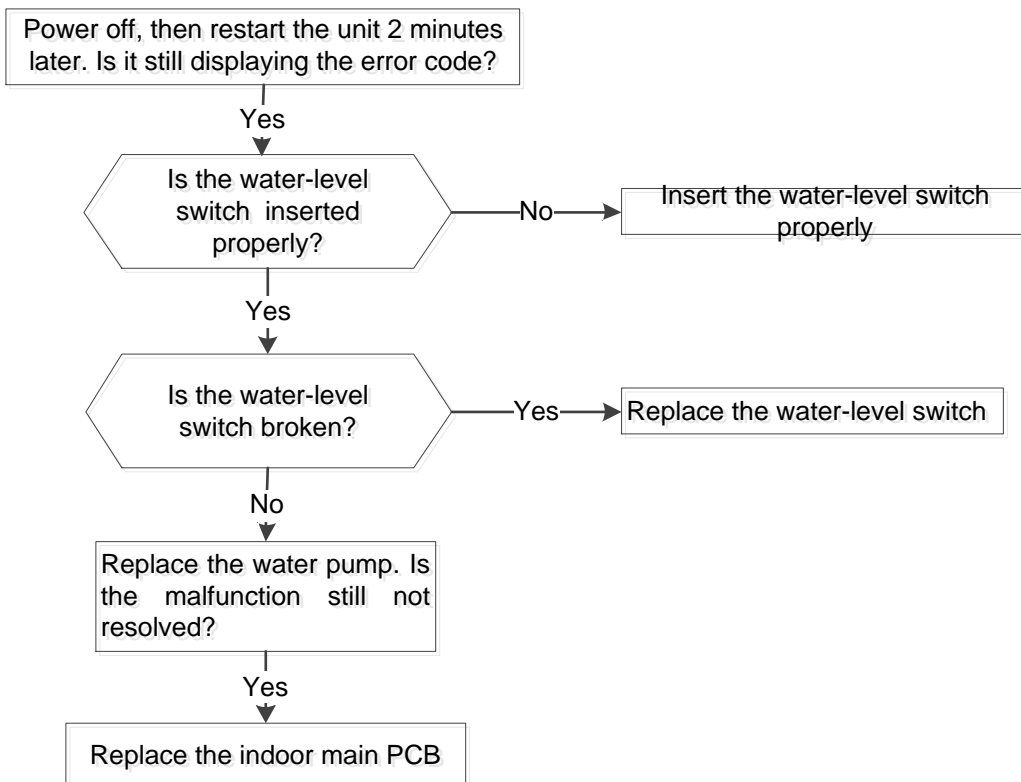 Power off, then restart the unit 2 minutes
later. Is it still displaying the error code?
Yes
Is the water-level
switch inserted
properly?
No
Insert the water-level switch
properly
Yes
Is the water-level
switch broken?
Yes
Replace the water-level switch
No
Replace the water pump. Is
the malfunction still not
resolved?
Yes
Replace the indoor main PCB